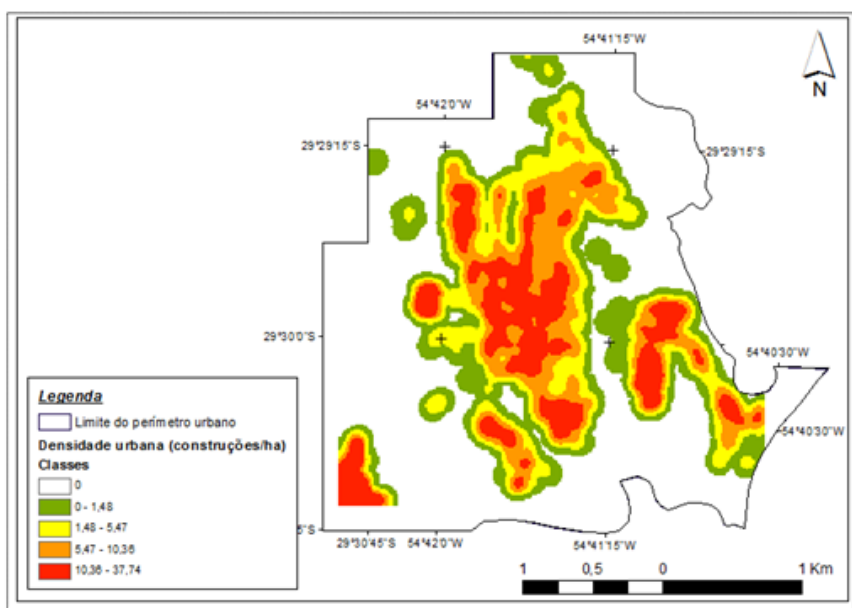 54°41'15"W
N
54°42'0"W
29°29'15"S
29°29'15"S
29°30'0"S
54°40'30"W
Legenda
Limite do perímetro urbano
Densidade urbana (construções/ha)
Classes
0
0 - 1,48
1,48 - 5,47
5,47 - 10,36
10,36 - 37,74
54°40'30"W
5"S
29°30'45"S
54°42'0"W
54°41'15"W
1
0,5
0
1 Km